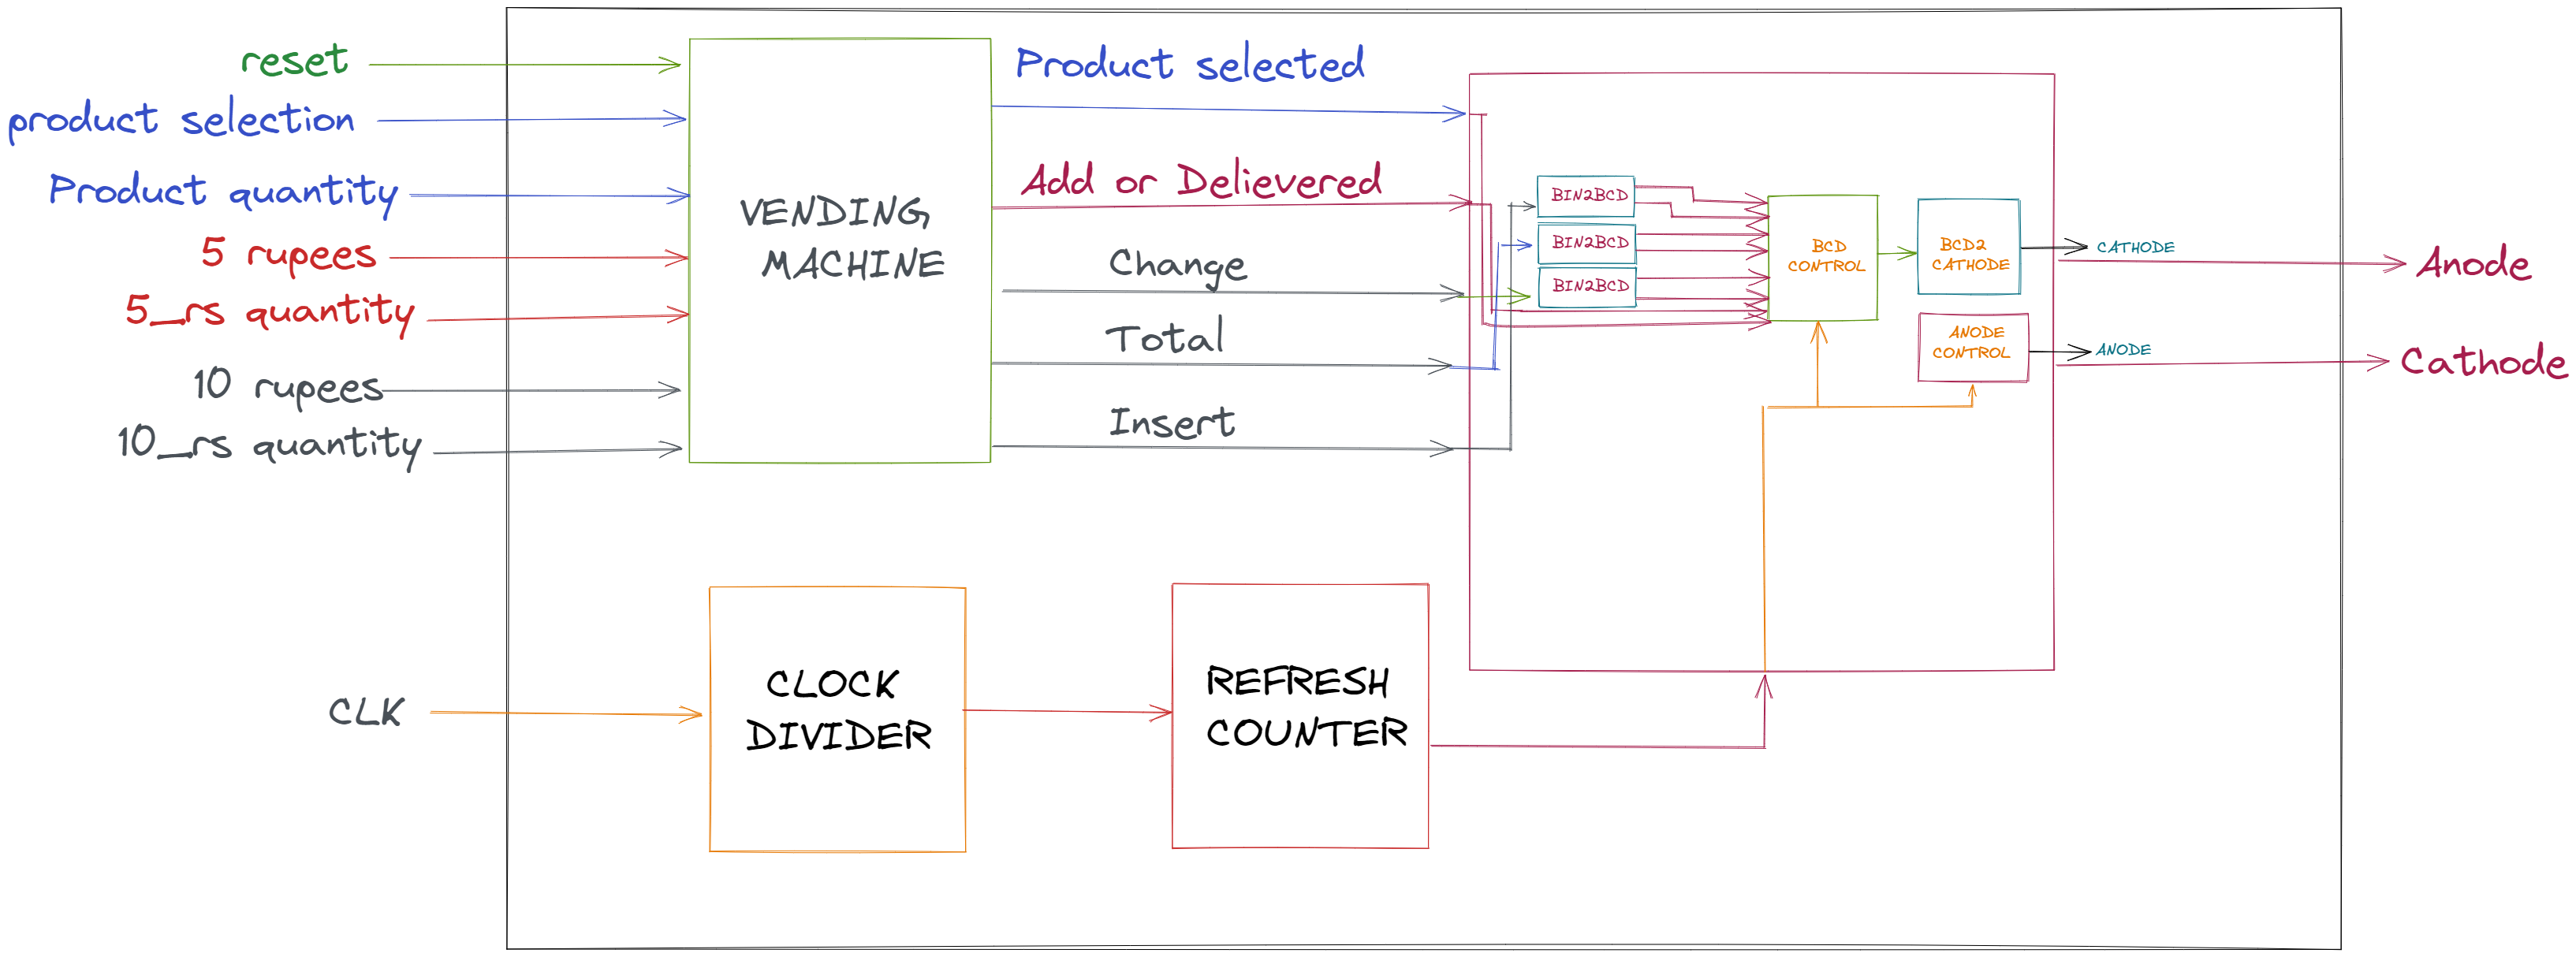 reset
product selection
Product quantity
5 rupees
5_rs quantity
10 rupees
10_rs quantity
CLK
VENDING
MACHINE
Product selected
Add or Delievered
Change
Total
Insert
BIN2BCD
BIN2BCD
BIN2BCD
BCD
CONTROL
BCD2
CATHODE
ANODE
CONTROL
CATHODE
ANODE
Anode
Cathode
CLOCK
DIVIDER
REFRESH
COUNTER